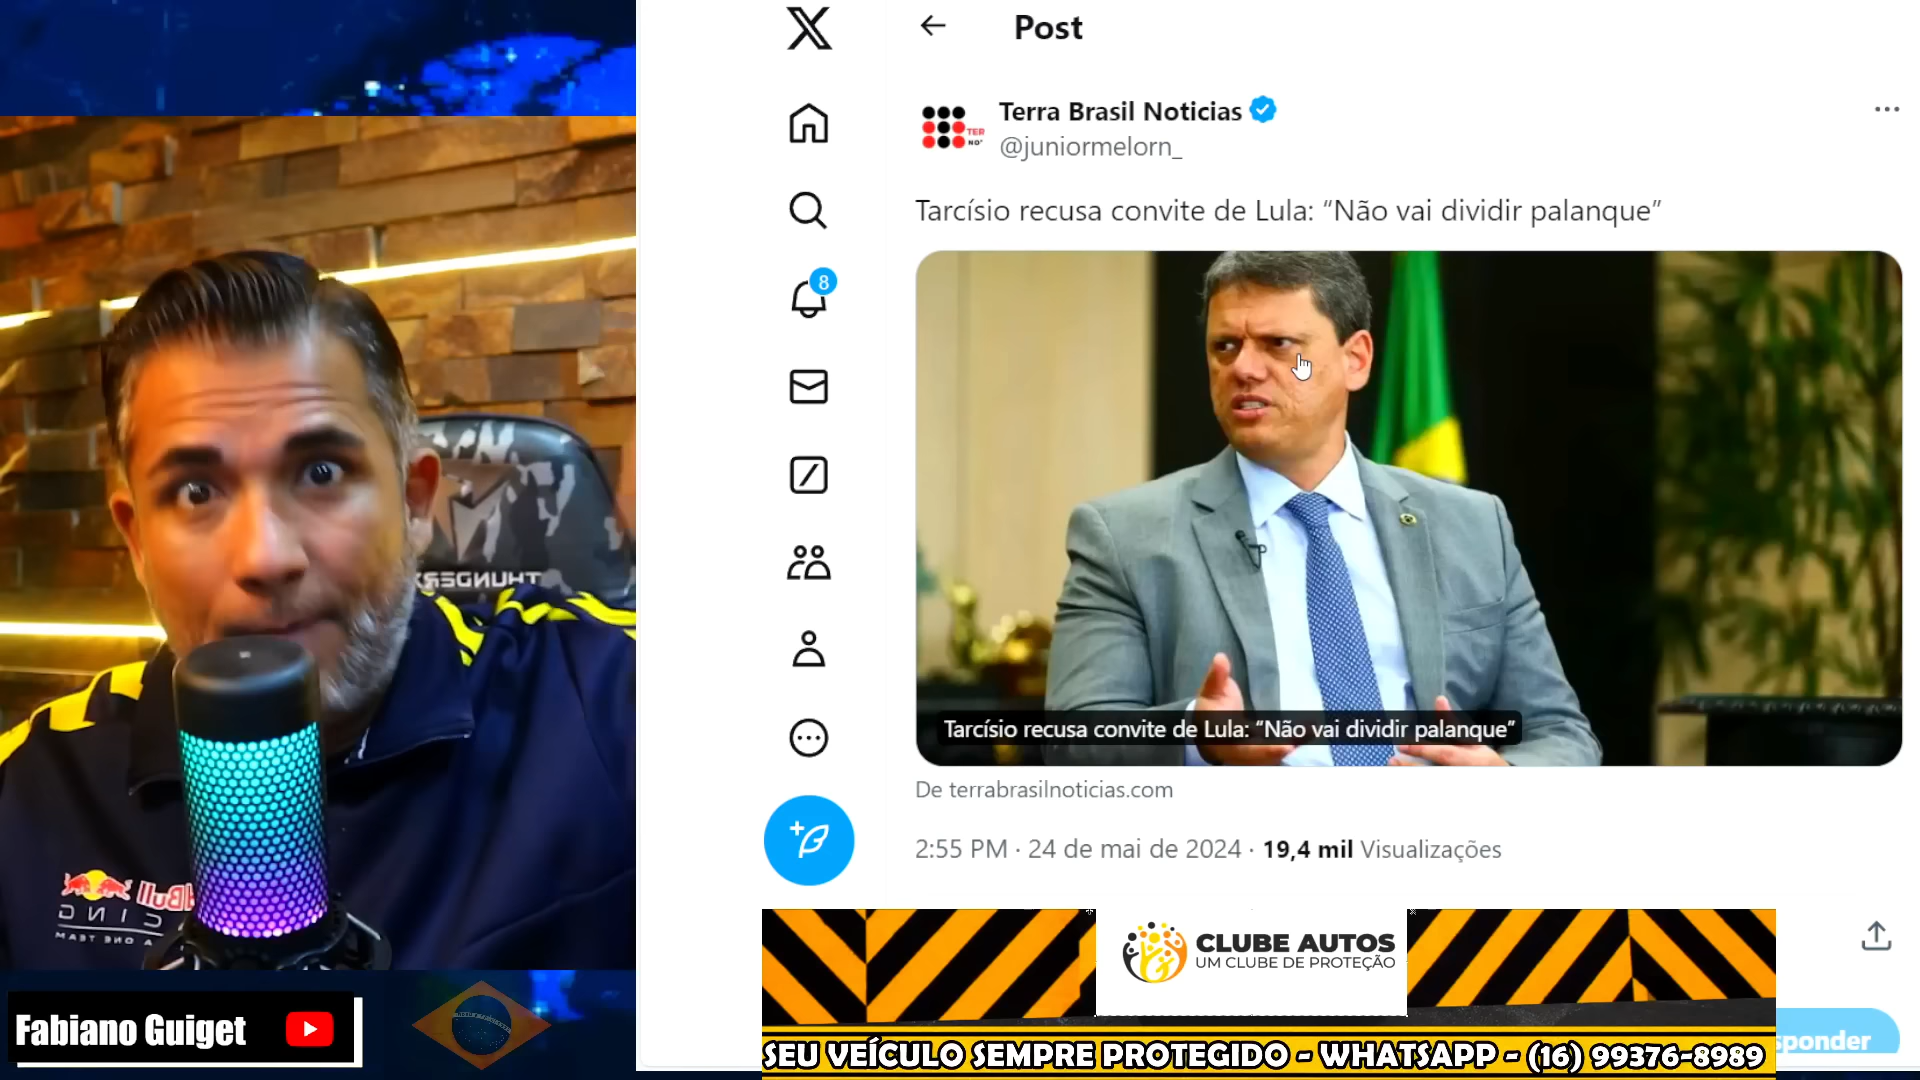 Post
Terra Brasil Noticias
@juniormelorn_
Tarcísio recusa convite de Lula: “Não vai dividir palanque”
8
Tarcísio recusa convite de Lula: “Não vai dividir palanque”
De terrabrasilnoticias.com
2:55 PM · 24 de mai de 2024 · 19,4 mil Visualizações
CLUBE AUTOS
UM CLUBE DE PROTEÇÃO
SEU VEÍCULO SEMPRE PROTEGIDO - WHATSAPP - (16) 99376-8989
Fabiano Guiget